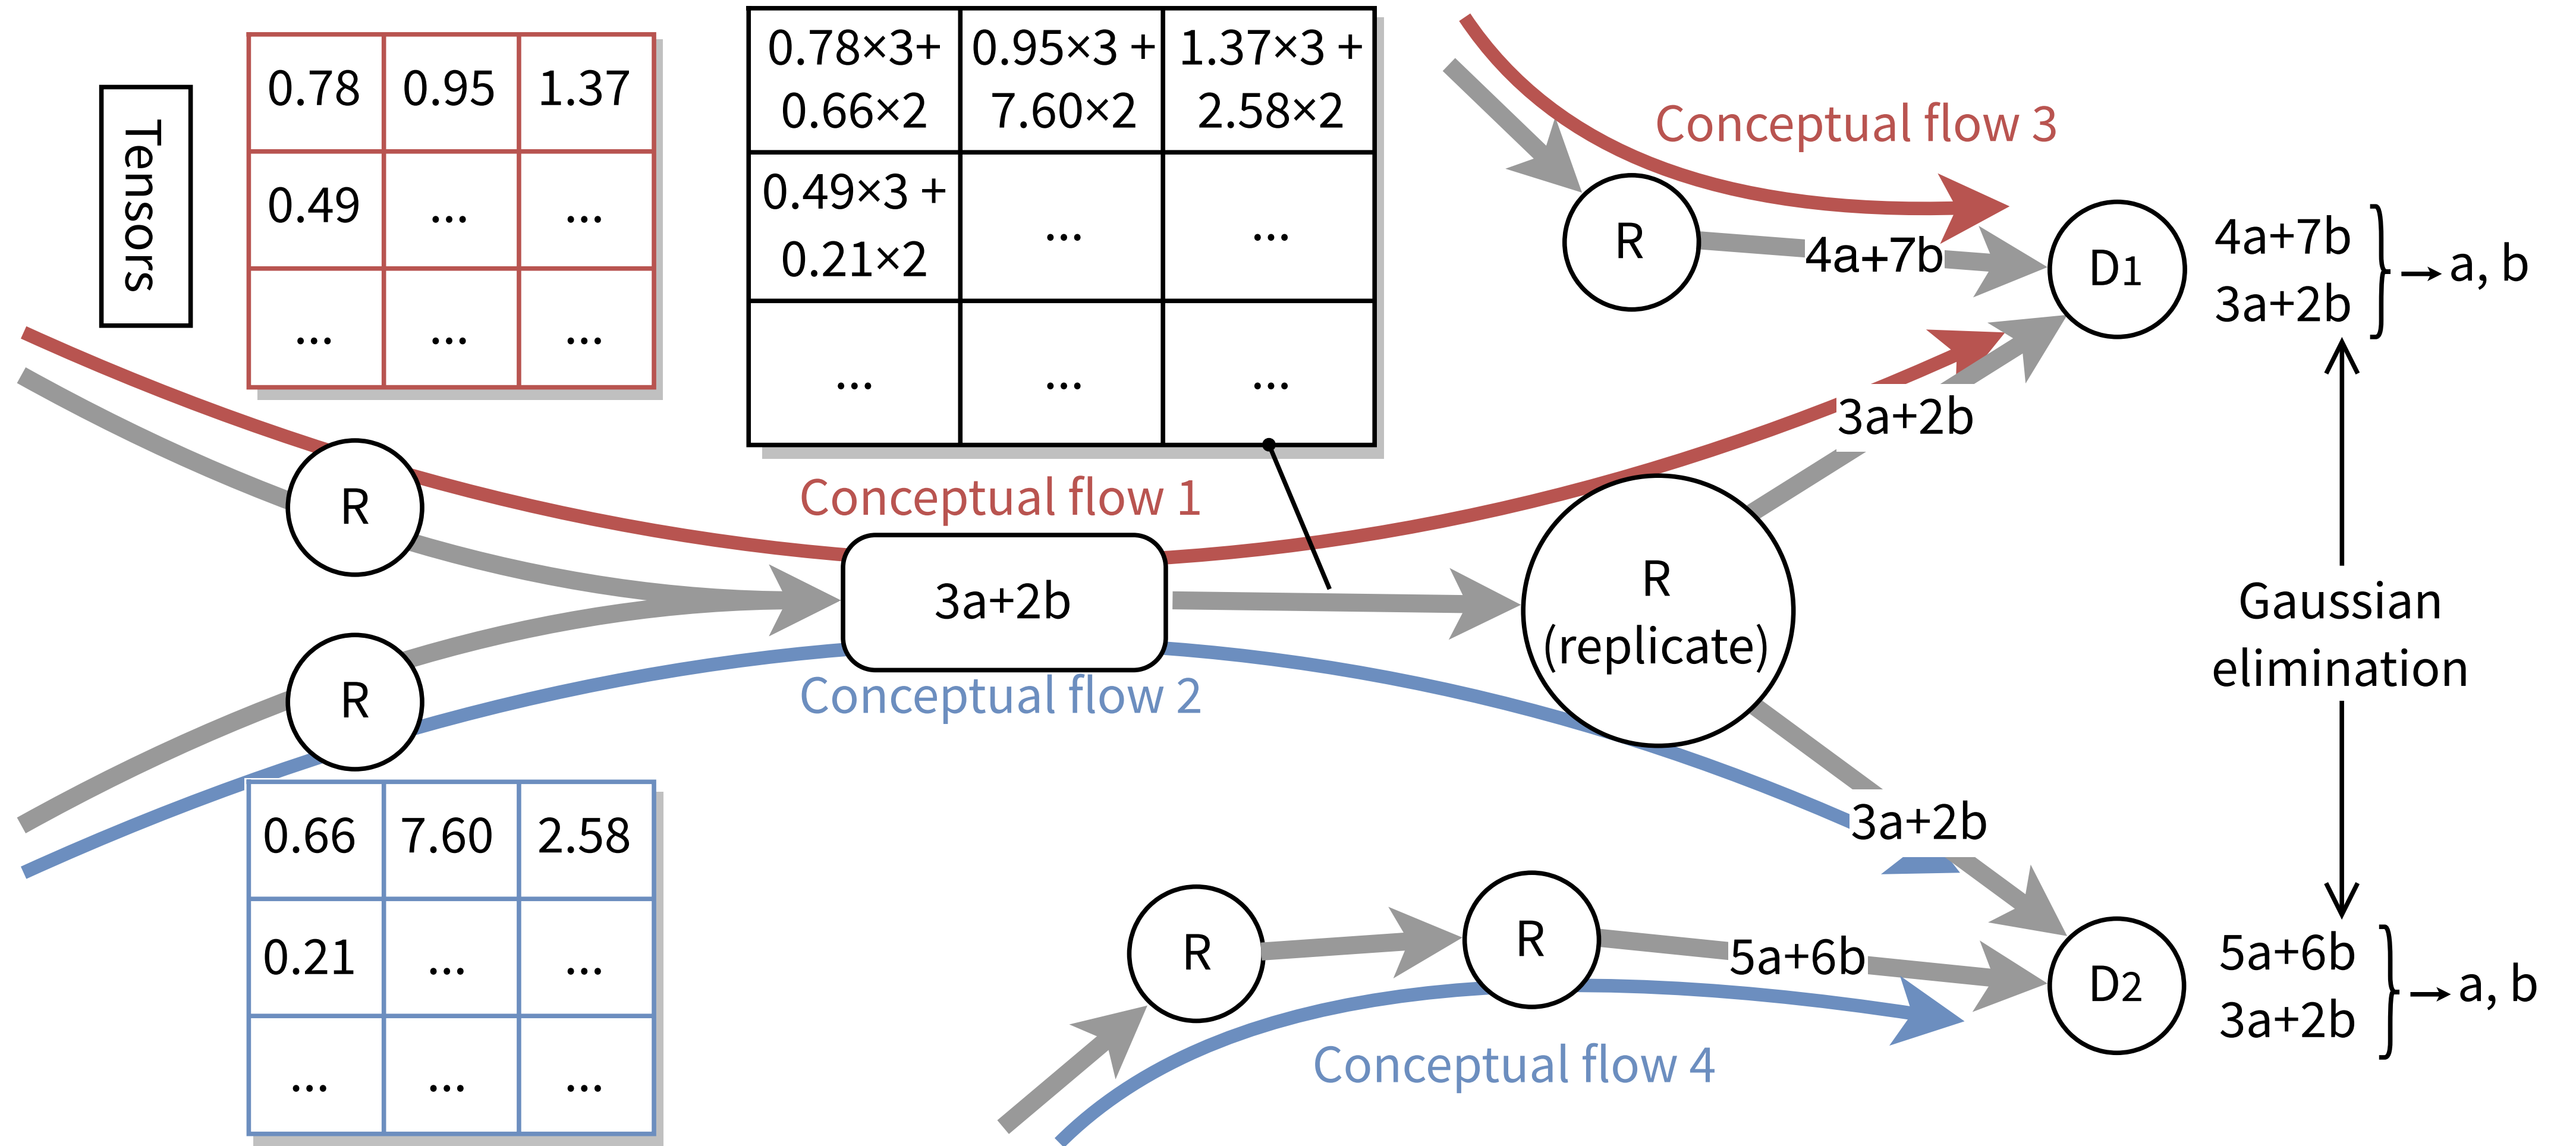 Tensors
0.78 0.95 1.37
0.49 ... ...
... ... ...
0.78×3+ 0.95×3 + 1.37×3 +
0.66×2 7.60×2 2.58×2
0.49×3 +
0.21×2 ... ...
... ... ...
Conceptual flow 3
R
4a+7b
D1
4a+7b
3a+2b
→ a, b
3a+2b
R
Conceptual flow 1
3a+2b
R
(replicate)
Gaussian
elimination
R
Conceptual flow 2
0.66 7.60 2.58
0.21 ... ...
... ... ...
3a+2b
R
R
5a+6b
D2
5a+6b
3a+2b
→ a, b
Conceptual flow 4